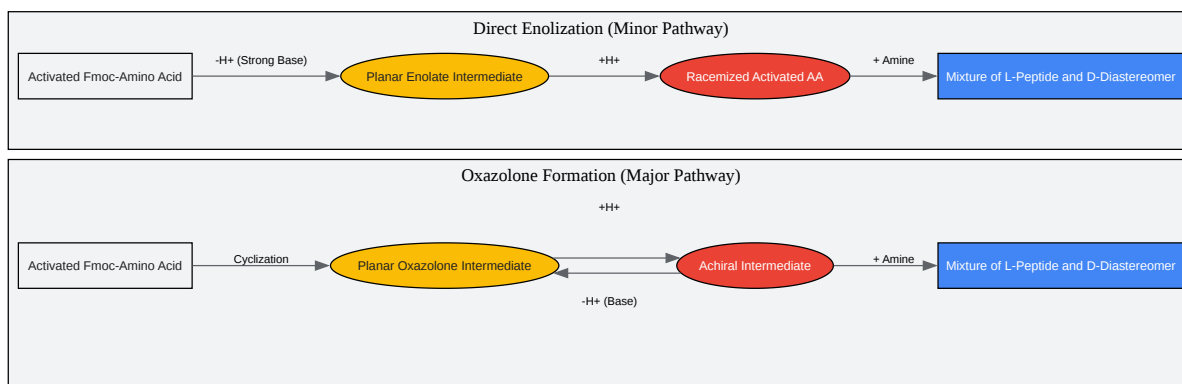 Direct Enolization (Minor Pathway)
Activated Fmoc-Amino Acid
-H+ (Strong Base)
Planar Enolate Intermediate
+H+
Racemized Activated AA
+ Amine
Mixture of L-Peptide and D-Diastereomer
Oxazolone Formation (Major Pathway)
+H+
Activated Fmoc-Amino Acid
Cyclization
Planar Oxazolone Intermediate
Achiral Intermediate
+ Amine
Mixture of L-Peptide and D-Diastereomer
-H+ (Base)